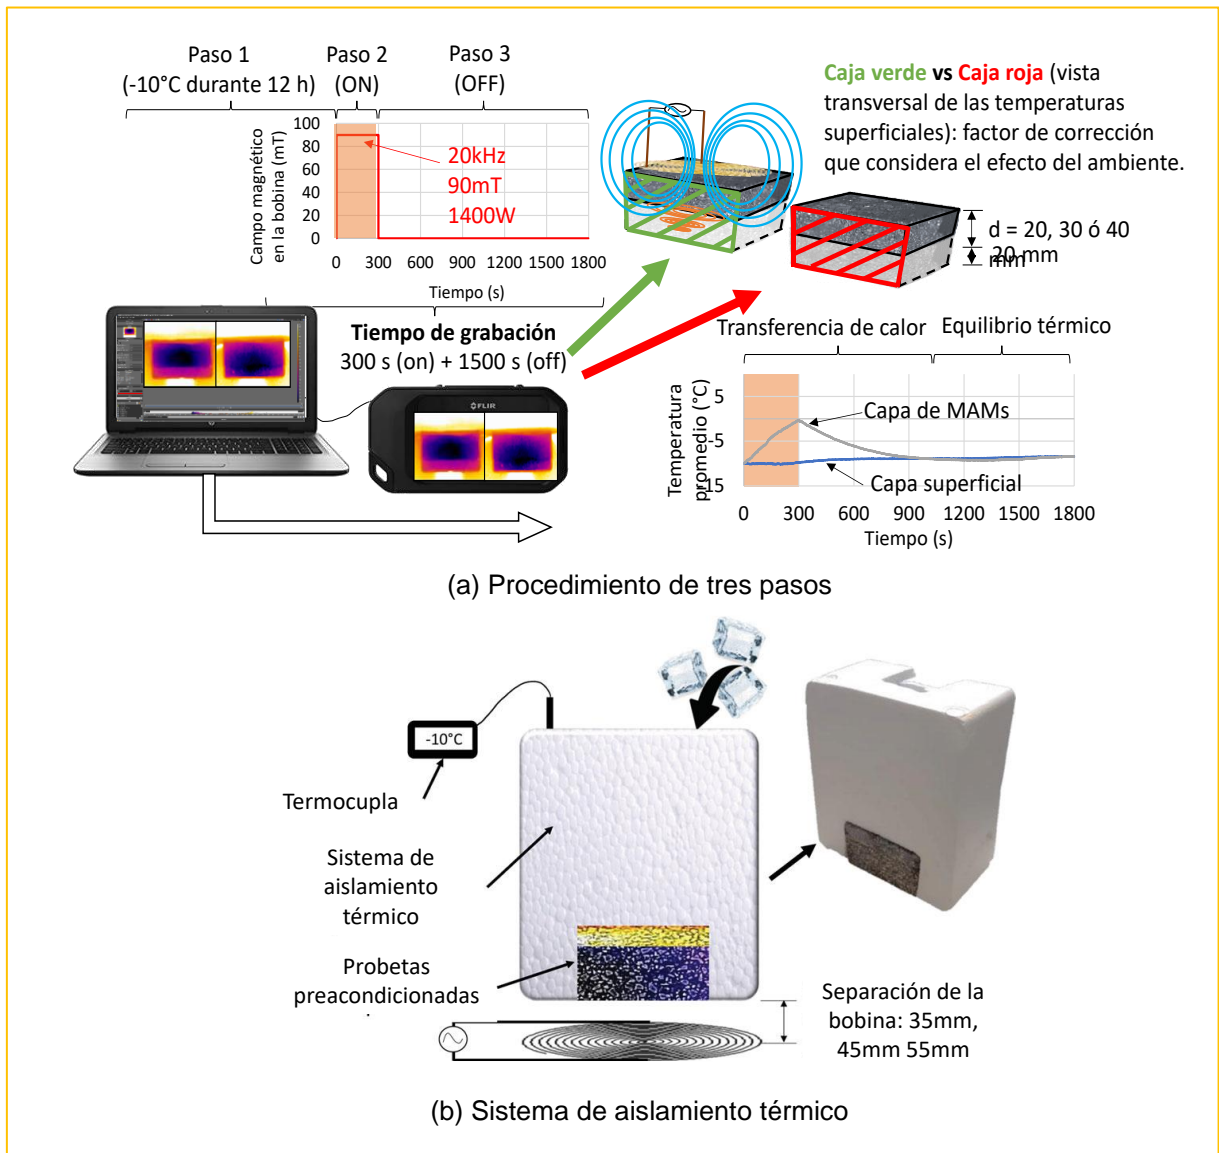 Paso 1
(-10°C durante 12 h)
Paso 2
(ON)
Paso 3
(OFF)
Campo magnético
en la bobina (mT)
100
80
60
40
20
0
20kHz
90mT
1400W
0 300 600 900 1200 1500 1800
Tiempo (s)
Caja verde vs Caja roja (vista
transversal de las temperaturas
superficiales): factor de corrección
que considera el efecto del ambiente.
d = 20, 30 ó 40
mm
20 mm
Tiempo de grabación
300 s (on) + 1500 s (off)
FLIR
Transferencia de calor
Equilibrio térmico
Temperatura
promedio (°C)
5
-5
-15
Capa de MAMs
Capa superficial
0 300 600 900 1200 1500 1800
Tiempo (s)
(a) Procedimiento de tres pasos
-10°C
Termocupla
Sistema de
aislamiento
térmico
Probetas
preacondicionadas
Separación de la
bobina: 35mm,
45mm 55mm
(b) Sistema de aislamiento térmico